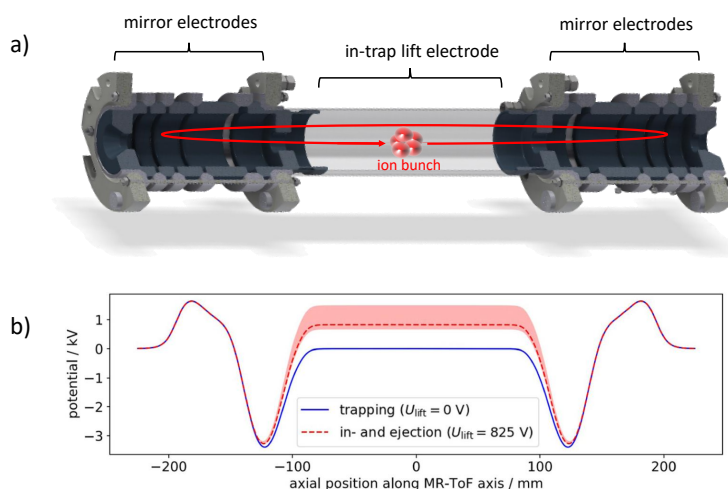 a)
mirror electrodes
in-trap lift electrode
mirror electrodes
ion bunch
b)
potential / kV
1
0
−1
−2
−3
trapping (U_lift = 0 V)
in- and ejection (U_lift = 825 V)
−200
−100
0
100
200
axial position along MR-ToF axis / mm